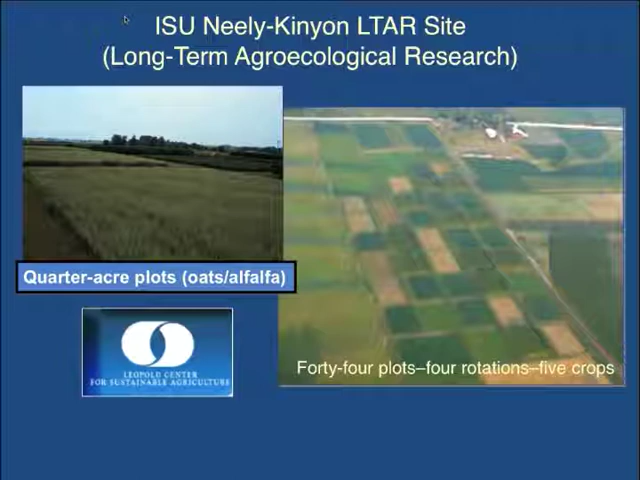 ISU Neely-Kinyon LTAR Site
(Long-Term Agroecological Research)
Quarter-acre plots (oats/alfalfa)
Forty-four plots–four rotations–five crops
LEOPOLD CENTER
FOR SUSTAINABLE AGRICULTURE